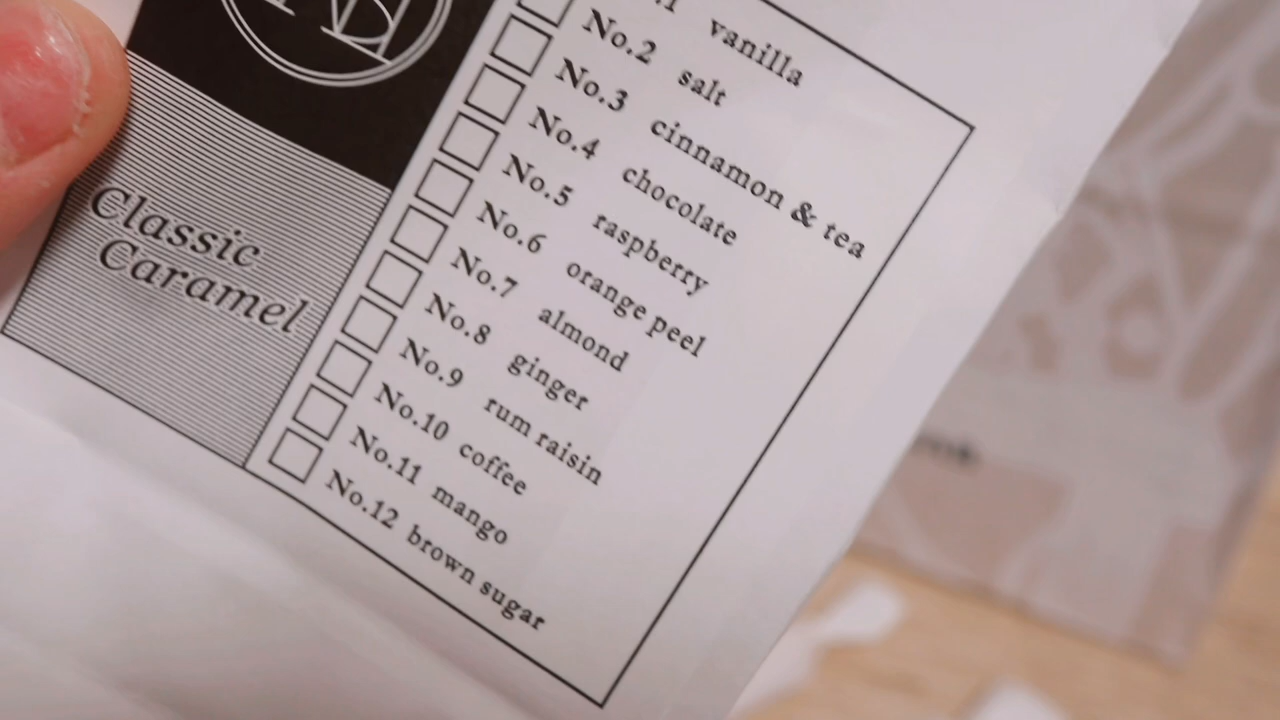 Classic
Caramel
.1 vanilla
No.2 salt
No.3 cinnamon & tea
No.4 chocolate
No.5 raspberry
No.6 orange peel
No.7 almond
No.8 ginger
No.9 rum raisin
No.10 coffee
No.11 mango
No.12 brown sugar